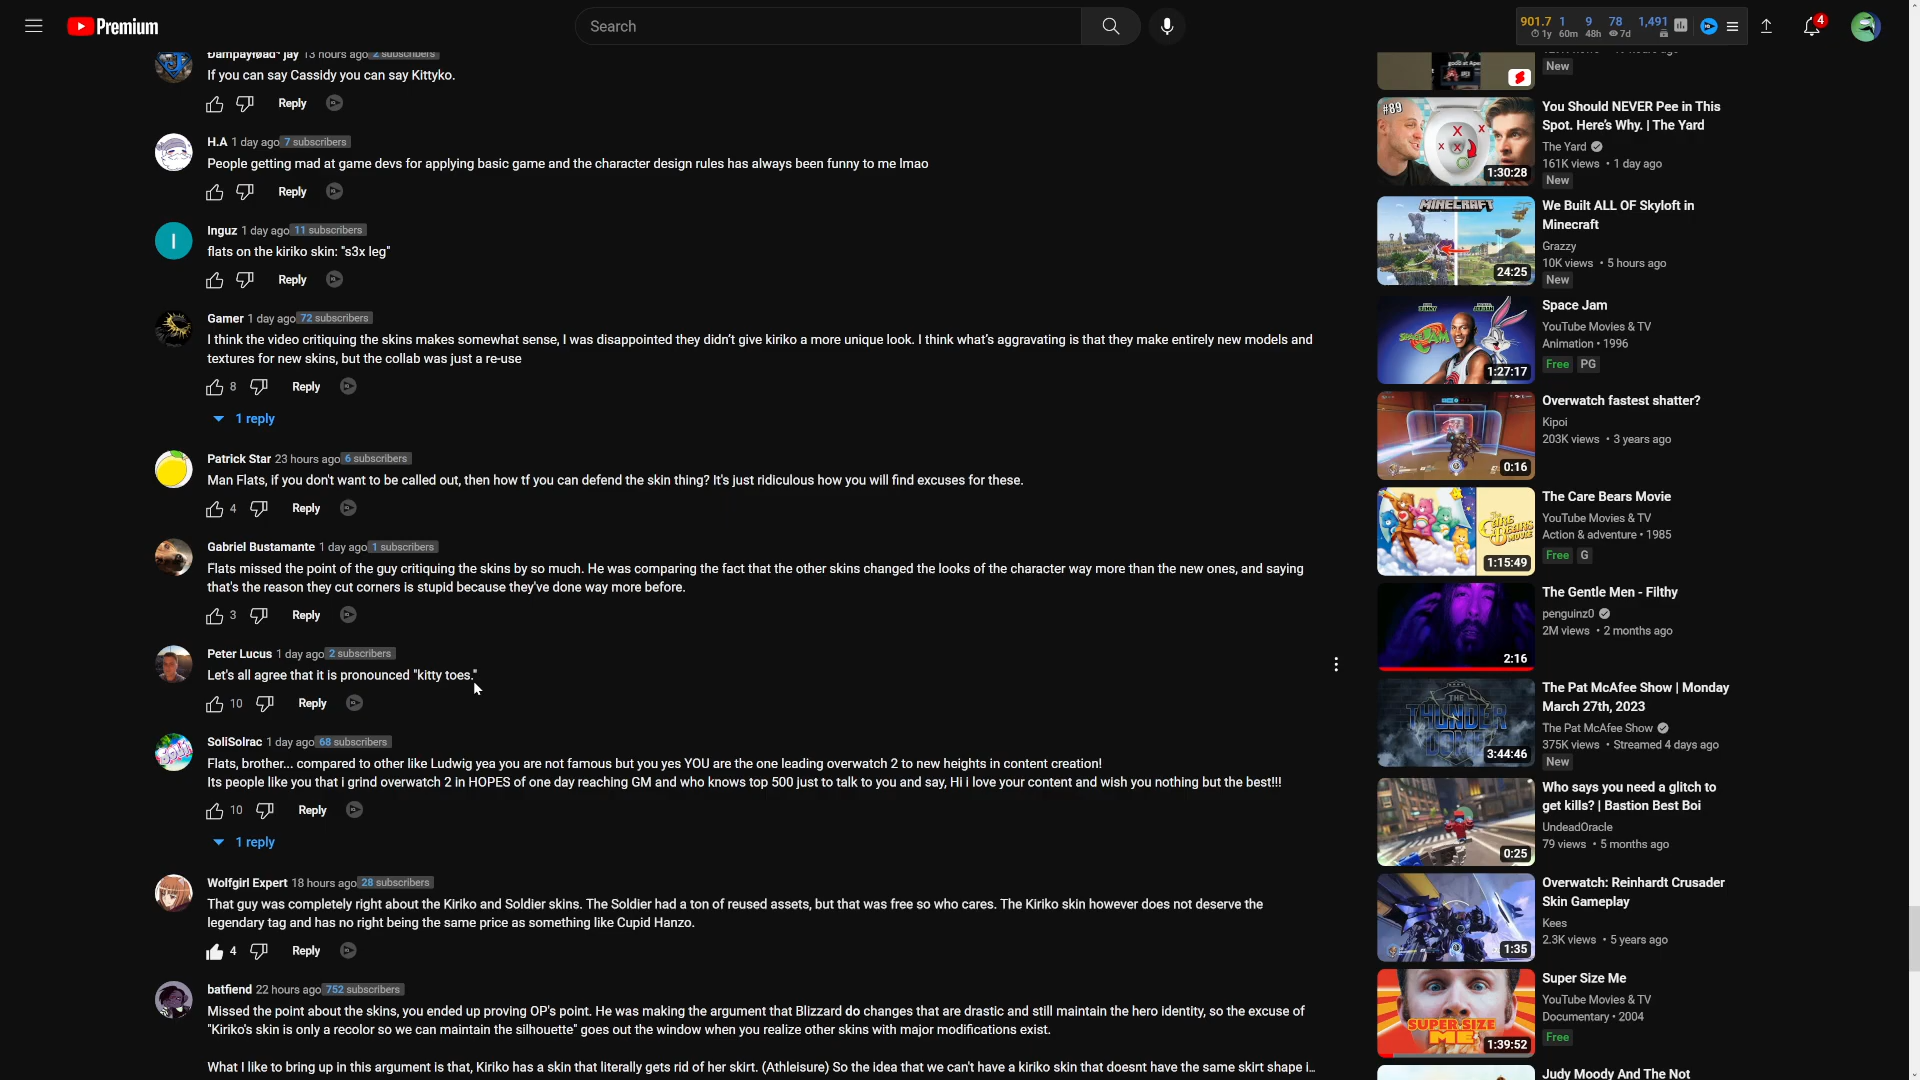 Premium
Search
901.7 1 9 78 1,491
1y 60m 48h 7d
4
Jay 13 hours ago 2 subscribers
If you can say Cassidy you can say Kittyko.
Reply
H.A 1 day ago 7 subscribers
People getting mad at game devs for applying basic game and the character design rules has always been funny to me lmao
Reply
I
Inguz 1 day ago 11 subscribers
flats on the kiriko skin: "s3x leg"
Reply
Gamer 1 day ago 72 subscribers
I think the video critiquing the skins makes somewhat sense, I was disappointed they didn't give kiriko a more unique look. I think what's aggravating is that they make entirely new models and
textures for new skins, but the collab was just a re-use
8 Reply
1 reply
Patrick Star 23 hours ago 6 subscribers
Man Flats, if you don't want to be called out, then how tf you can defend the skin thing? It's just ridiculous how you will find excuses for these.
4 Reply
Gabriel Bustamante 1 day ago 1 subscribers
Flats missed the point of the guy critiquing the skins by so much. He was comparing the fact that the other skins changed the looks of the character way more than the new ones, and saying
that's the reason they cut corners is stupid because they've done way more before.
3 Reply
Peter Lucus 1 day ago 2 subscribers
Let's all agree that it is pronounced "kitty toes."
10 Reply
SoliSolrac 1 day ago 68 subscribers
Flats, brother... compared to other like Ludwig yea you are not famous but you yes YOU are the one leading overwatch 2 to new heights in content creation!
Its people like you that i grind overwatch 2 in HOPES of one day reaching GM and who knows top 500 just to talk to you and say, Hi i love your content and wish you nothing but the best!!!
10 Reply
1 reply
Wolfgirl Expert 18 hours ago 28 subscribers
That guy was completely right about the Kiriko and Soldier skins. The Soldier had a ton of reused assets, but that was free so who cares. The Kiriko skin however does not deserve the
legendary tag and has no right being the same price as something like Cupid Hanzo.
4 Reply
batfiend 22 hours ago 752 subscribers
Missed the point about the skins, you ended up proving OP's point. He was making the argument that Blizzard do changes that are drastic and still maintain the hero identity, so the excuse of
"Kiriko's skin is only a recolor so we can maintain the silhouette" goes out the window when you realize other skins with major modifications exist.
What I like to bring up in this argument is that, Kiriko has a skin that literally gets rid of her skirt. (Athleisure) So the idea that we can't have a kiriko skin that doesnt have the same skirt shape i...
New
#89
1:30:28
You Should NEVER Pee in This
Spot. Here's Why. | The Yard
The Yard
161K views • 1 day ago
New
MINECRAFT
24:25
We Built ALL OF Skyloft in
Minecraft
Grazzy
10K views • 5 hours ago
New
SPACE JAM
1:27:17
Space Jam
YouTube Movies & TV
Animation • 1996
Free PG
0:16
Overwatch fastest shatter?
Kipoi
203K views • 3 years ago
THE CARE BEARS MOVIE
1:15:49
The Care Bears Movie
YouTube Movies & TV
Action & adventure • 1985
Free G
2:16
The Gentle Men - Filthy
penguinz0
2M views • 2 months ago
THE THUNDER DOME
3:44:46
The Pat McAfee Show | Monday
March 27th, 2023
The Pat McAfee Show
375K views • Streamed 4 days ago
New
0:25
Who says you need a glitch to
get kills? | Bastion Best Boi
UndeadOracle
79 views • 5 months ago
1:35
Overwatch: Reinhardt Crusader
Skin Gameplay
Kees
2.3K views • 5 years ago
SUPER SIZE ME
1:39:52
Super Size Me
YouTube Movies & TV
Documentary • 2004
Free
Judy Moody And The Not